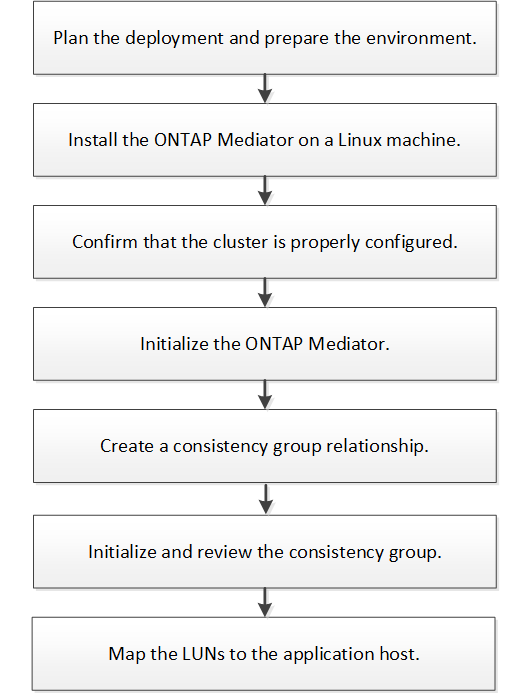 Plan the deployment and prepare the environment.
Install the ONTAP Mediator on a Linux machine.
Confirm that the cluster is properly configured.
Initialize the ONTAP Mediator.
Create a consistency group relationship.
Initialize and review the consistency group.
Map the LUNs to the application host.